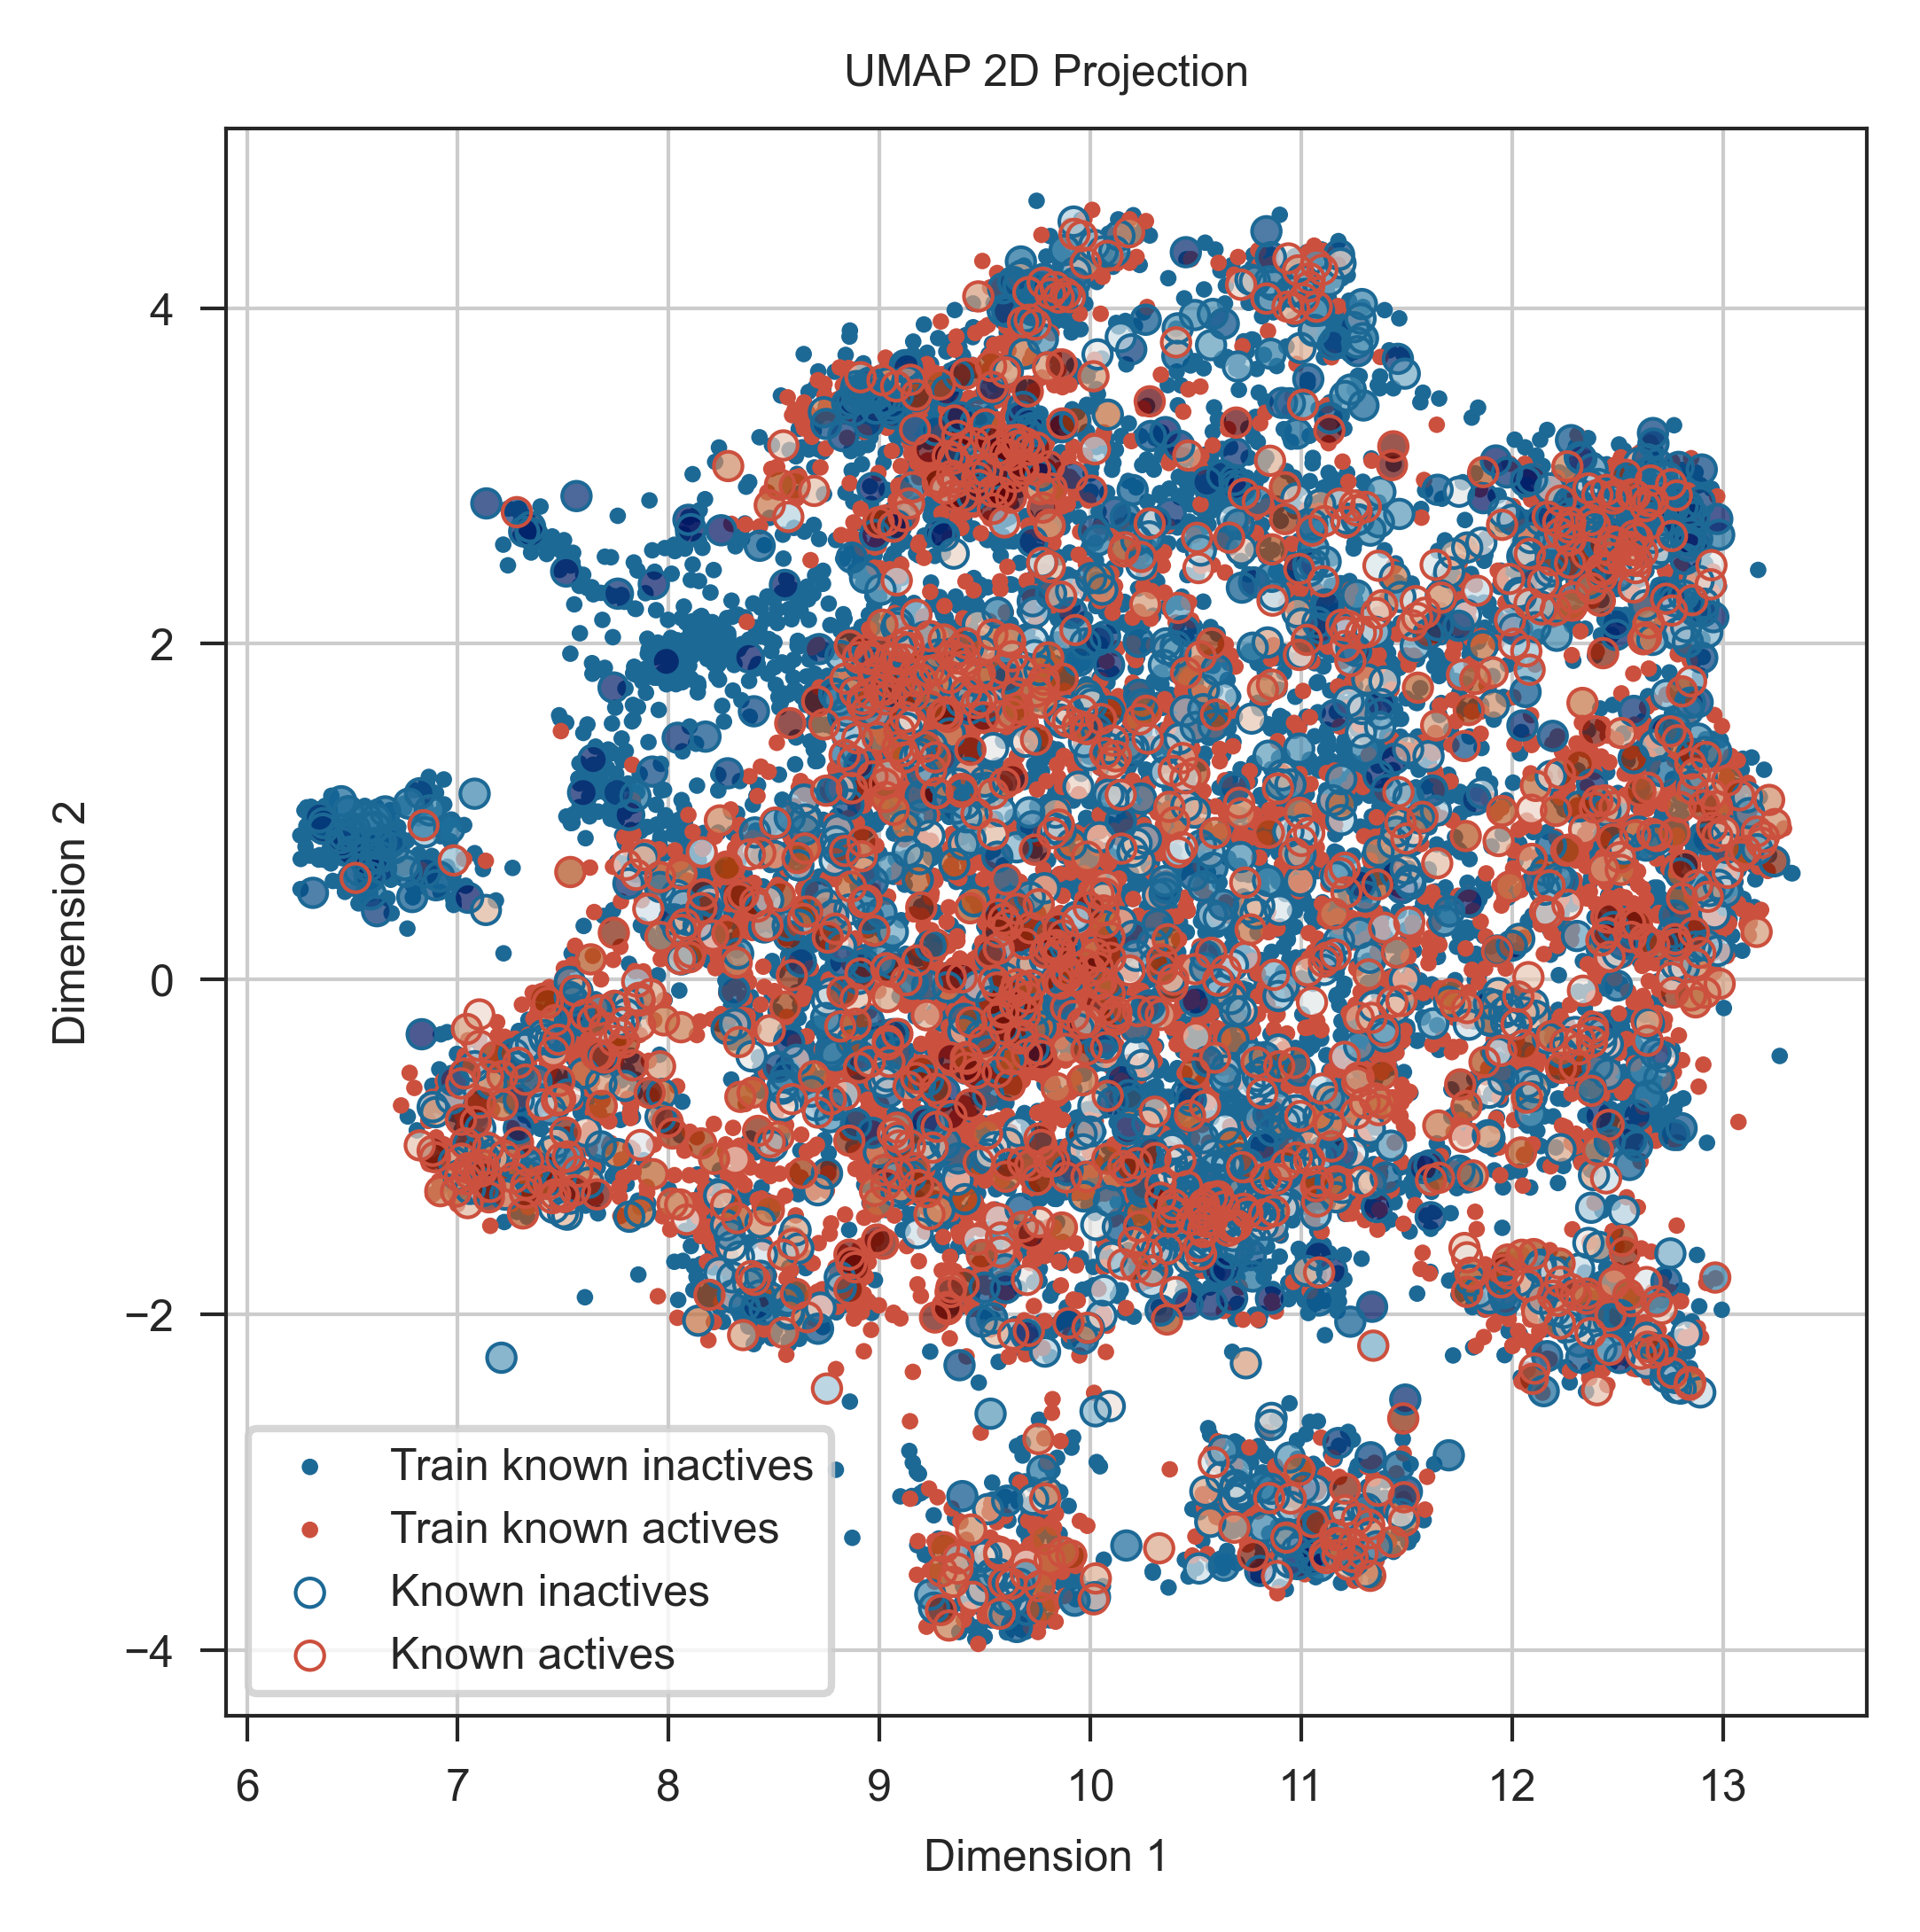 UMAP 2D Projection
4
2
0
−2
−4
Dimension 2
Train known inactives
Train known actives
Known inactives
Known actives
6 7 8 9 10 11 12 13
Dimension 1